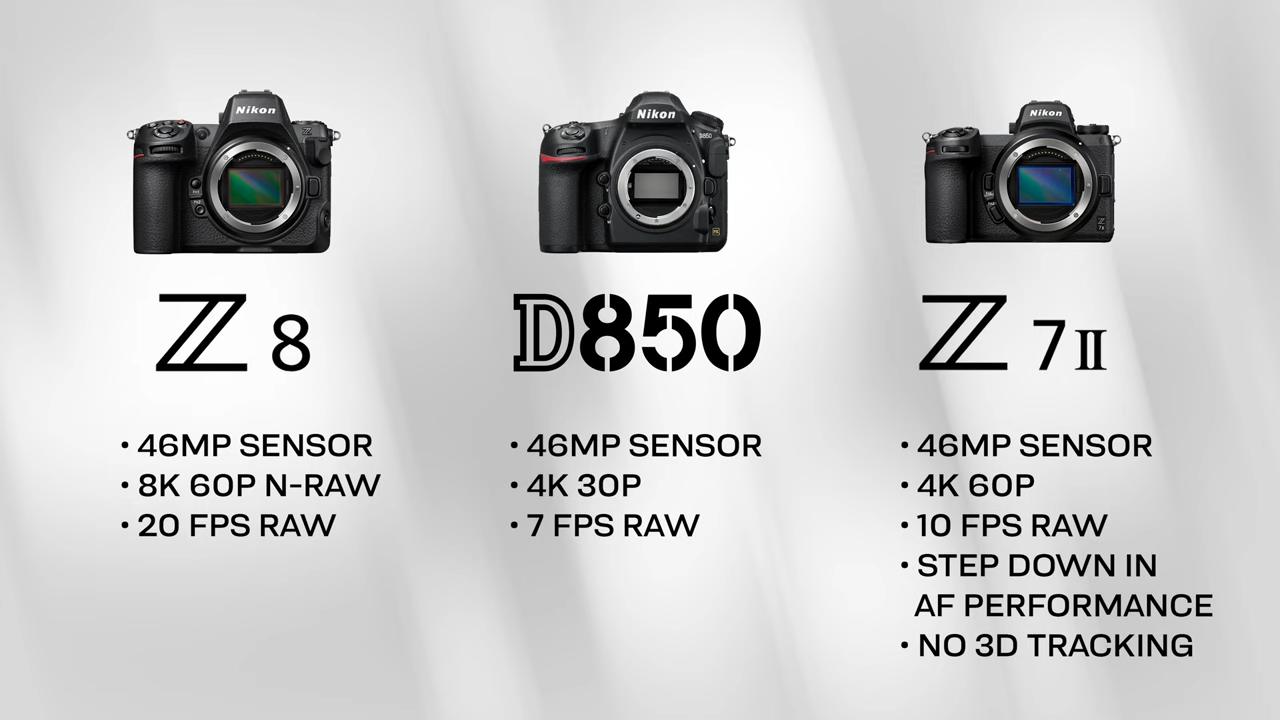 Nikon
Z
Nikon
D850
Nikon
Z
Z 8
D850
Z 7II
• 46MP SENSOR
• 8K 60P N-RAW
• 20 FPS RAW
• 46MP SENSOR
• 4K 30P
• 7 FPS RAW
• 46MP SENSOR
• 4K 60P
• 10 FPS RAW
• STEP DOWN IN
AF PERFORMANCE
• NO 3D TRACKING